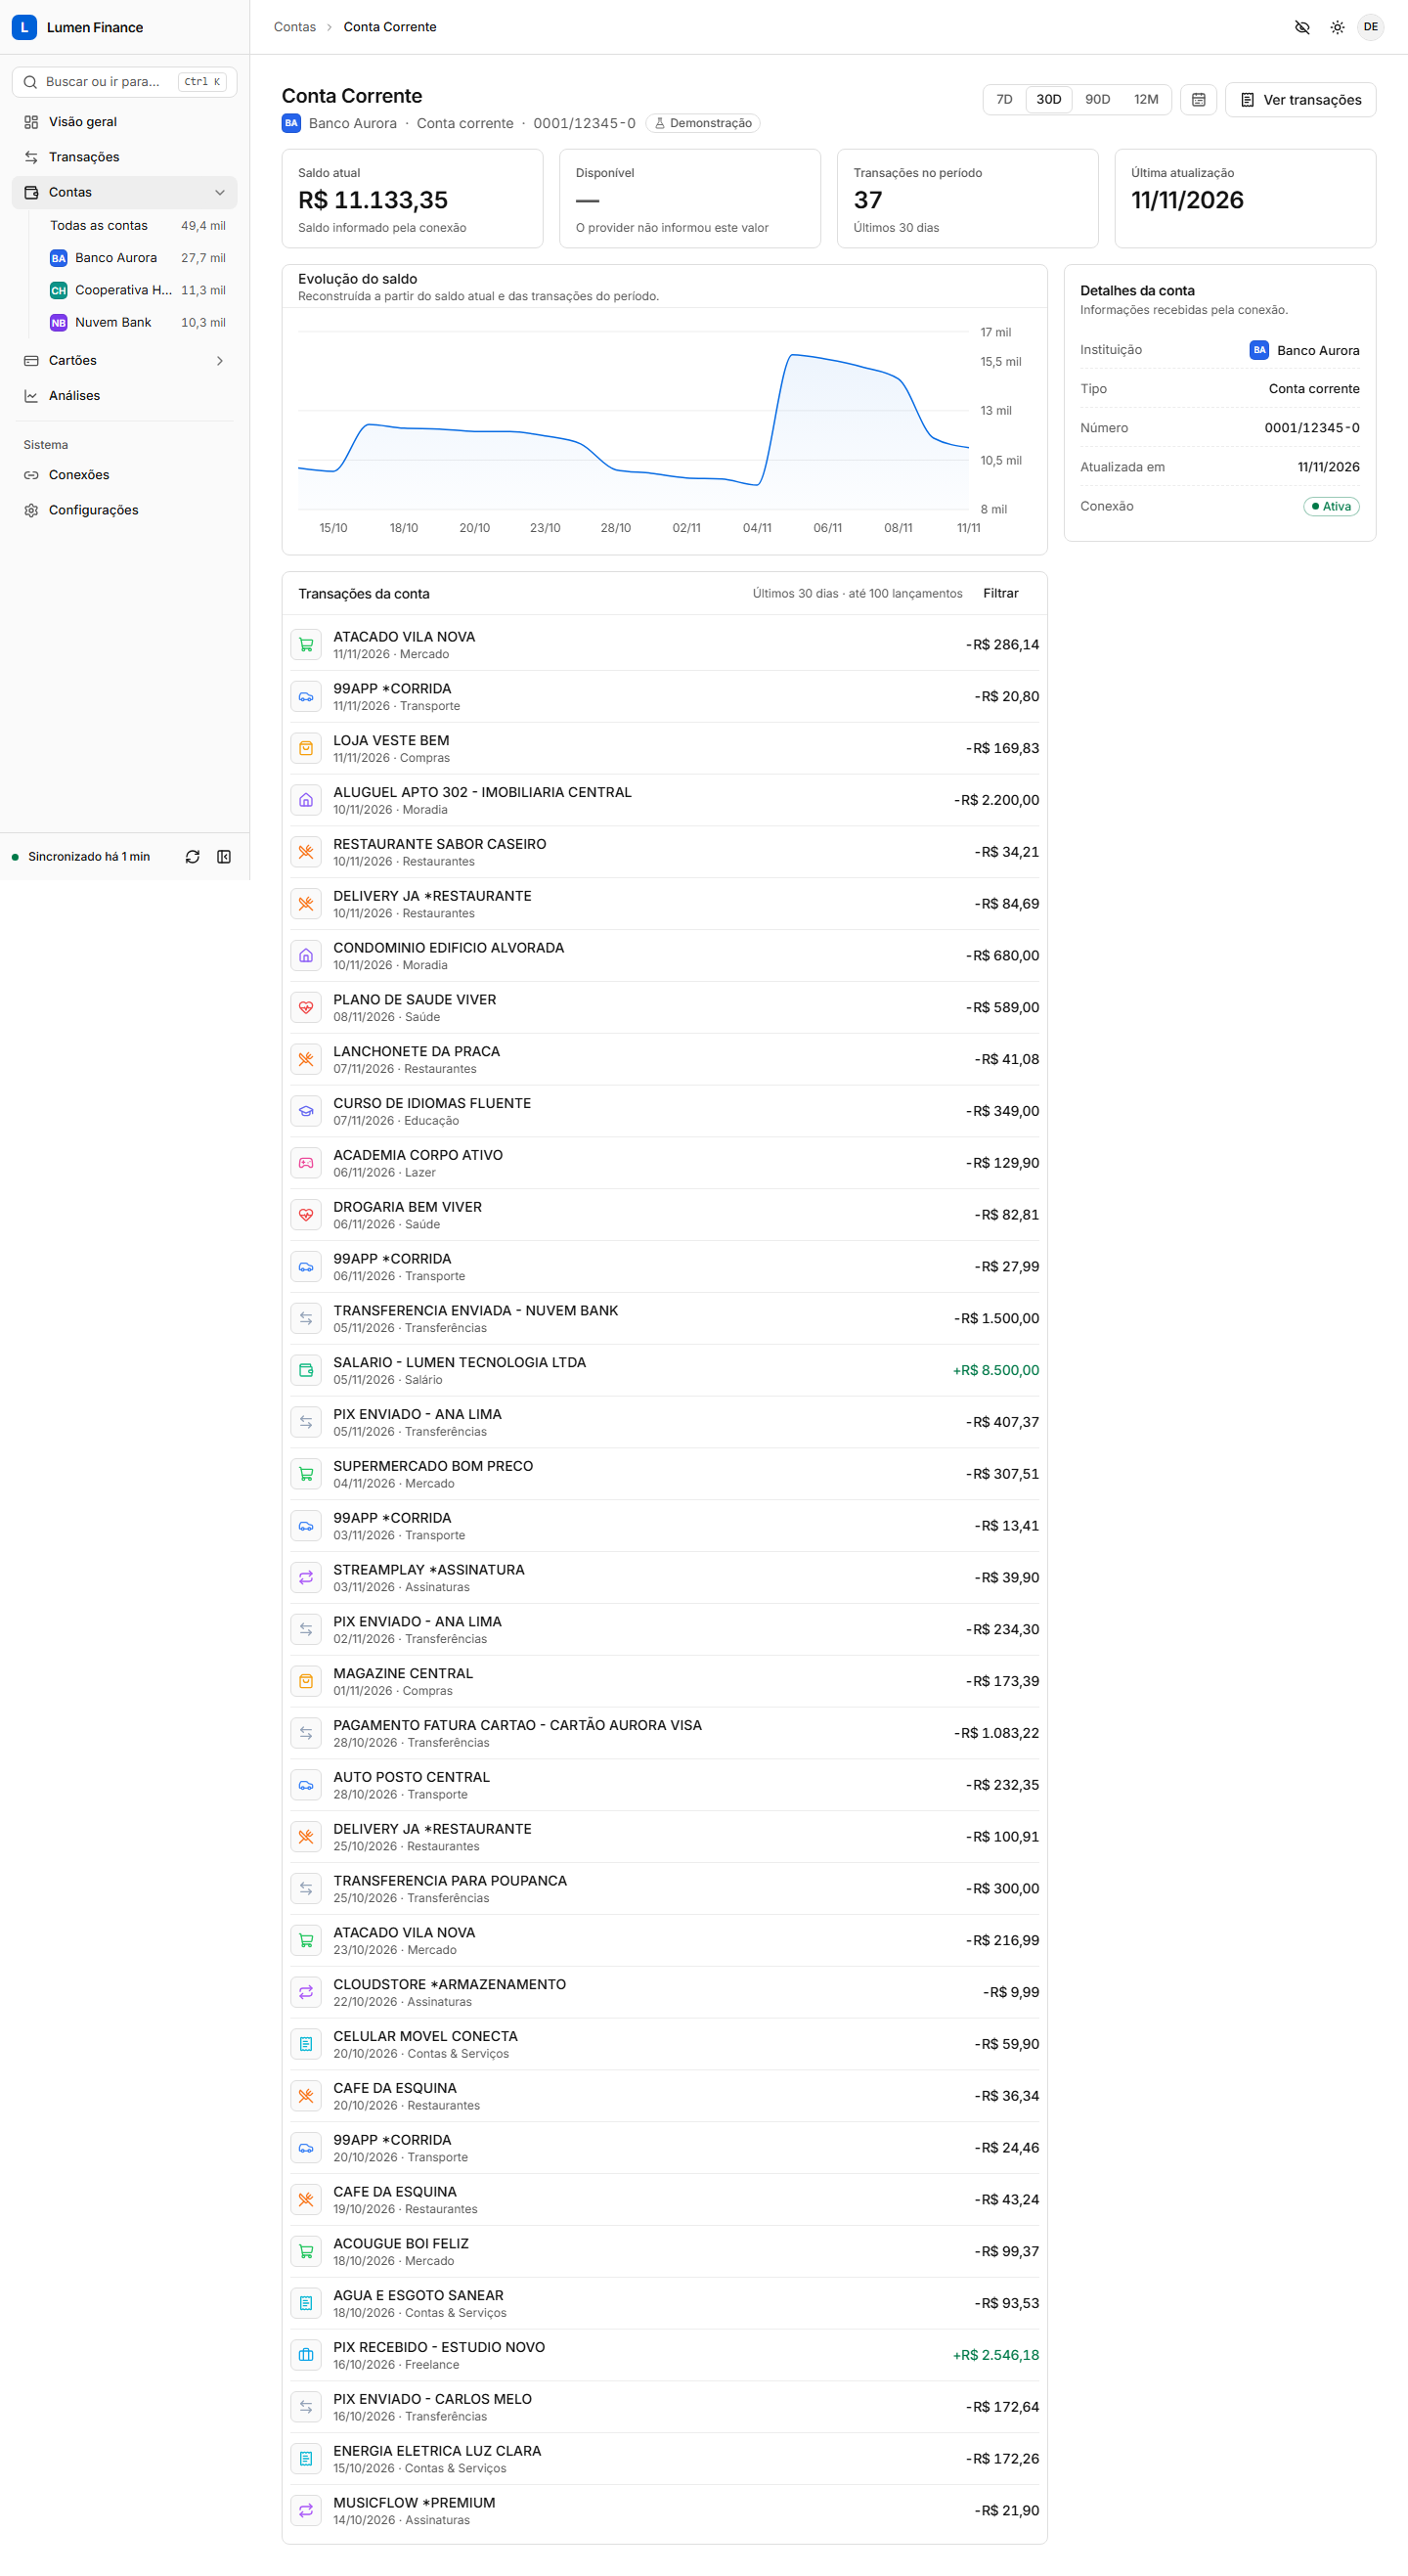 L Lumen Finance
Buscar ou ir para... Ctrl K
Visão geral
Transações
Contas
Todas as contas 49,4 mil
BA Banco Aurora 27,7 mil
CH Cooperativa H... 11,3 mil
NB Nuvem Bank 10,3 mil
Cartões
Análises
Sistema
Conexões
Configurações
Sincronizado há 1 min
Contas > Conta Corrente
DE
Conta Corrente
BA Banco Aurora · Conta corrente · 0001/12345-0 Demonstração
7D 30D 90D 12M
Ver transações
Saldo atual
R$ 11.133,35
Saldo informado pela conexão
Disponível
—
O provider não informou este valor
Transações no período
37
Últimos 30 dias
Última atualização
11/11/2026
Evolução do saldo
Reconstruída a partir do saldo atual e das transações do período.
17 mil
15,5 mil
13 mil
10,5 mil
8 mil
15/10 18/10 20/10 23/10 28/10 02/11 04/11 06/11 08/11 11/11
Detalhes da conta
Informações recebidas pela conexão.
Instituição BA Banco Aurora
Tipo Conta corrente
Número 0001/12345-0
Atualizada em 11/11/2026
Conexão Ativa
Transações da conta Últimos 30 dias · até 100 lançamentos Filtrar
ATACADO VILA NOVA -R$ 286,14
11/11/2026 · Mercado
99APP *CORRIDA -R$ 20,80
11/11/2026 · Transporte
LOJA VESTE BEM -R$ 169,83
11/11/2026 · Compras
ALUGUEL APTO 302 - IMOBILIARIA CENTRAL -R$ 2.200,00
10/11/2026 · Moradia
RESTAURANTE SABOR CASEIRO -R$ 34,21
10/11/2026 · Restaurantes
DELIVERY JA *RESTAURANTE -R$ 84,69
10/11/2026 · Restaurantes
CONDOMINIO EDIFICIO ALVORADA -R$ 680,00
10/11/2026 · Moradia
PLANO DE SAUDE VIVER -R$ 589,00
08/11/2026 · Saúde
LANCHONETE DA PRACA -R$ 41,08
07/11/2026 · Restaurantes
CURSO DE IDIOMAS FLUENTE -R$ 349,00
07/11/2026 · Educação
ACADEMIA CORPO ATIVO -R$ 129,90
06/11/2026 · Lazer
DROGARIA BEM VIVER -R$ 82,81
06/11/2026 · Saúde
99APP *CORRIDA -R$ 27,99
06/11/2026 · Transporte
TRANSFERENCIA ENVIADA - NUVEM BANK -R$ 1.500,00
05/11/2026 · Transferências
SALARIO - LUMEN TECNOLOGIA LTDA +R$ 8.500,00
05/11/2026 · Salário
PIX ENVIADO - ANA LIMA -R$ 407,37
05/11/2026 · Transferências
SUPERMERCADO BOM PRECO -R$ 307,51
04/11/2026 · Mercado
99APP *CORRIDA -R$ 13,41
03/11/2026 · Transporte
STREAMPLAY *ASSINATURA -R$ 39,90
03/11/2026 · Assinaturas
PIX ENVIADO - ANA LIMA -R$ 234,30
02/11/2026 · Transferências
MAGAZINE CENTRAL -R$ 173,39
01/11/2026 · Compras
PAGAMENTO FATURA CARTAO - CARTÃO AURORA VISA -R$ 1.083,22
28/10/2026 · Transferências
AUTO POSTO CENTRAL -R$ 232,35
28/10/2026 · Transporte
DELIVERY JA *RESTAURANTE -R$ 100,91
25/10/2026 · Restaurantes
TRANSFERENCIA PARA POUPANCA -R$ 300,00
25/10/2026 · Transferências
ATACADO VILA NOVA -R$ 216,99
23/10/2026 · Mercado
CLOUDSTORE *ARMAZENAMENTO -R$ 9,99
22/10/2026 · Assinaturas
CELULAR MOVEL CONECTA -R$ 59,90
20/10/2026 · Contas & Serviços
CAFE DA ESQUINA -R$ 36,34
20/10/2026 · Restaurantes
99APP *CORRIDA -R$ 24,46
20/10/2026 · Transporte
CAFE DA ESQUINA -R$ 43,24
19/10/2026 · Restaurantes
ACOUGUE BOI FELIZ -R$ 99,37
18/10/2026 · Mercado
AGUA E ESGOTO SANEAR -R$ 93,53
18/10/2026 · Contas & Serviços
PIX RECEBIDO - ESTUDIO NOVO +R$ 2.546,18
16/10/2026 · Freelance
PIX ENVIADO - CARLOS MELO -R$ 172,64
16/10/2026 · Transferências
ENERGIA ELETRICA LUZ CLARA -R$ 172,26
15/10/2026 · Contas & Serviços
MUSICFLOW *PREMIUM -R$ 21,90
14/10/2026 · Assinaturas